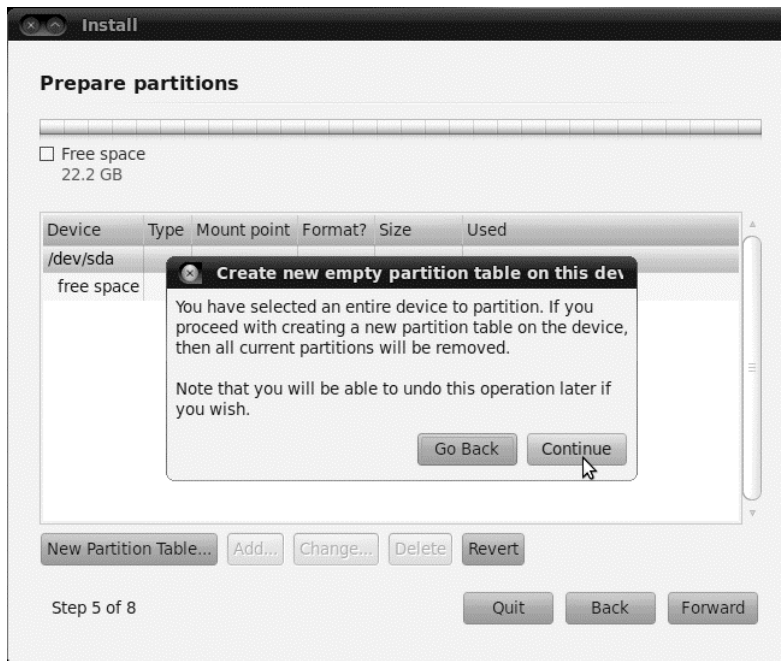 Install
Prepare partitions
Free space
22.2 GB
Device Type Mount point Format? Size Used
/dev/sda
free space
Create new empty partition table on this dev
You have selected an entire device to partition. If you
proceed with creating a new partition table on the device,
then all current partitions will be removed.
Note that you will be able to undo this operation later if
you wish.
Go Back Continue
New Partition Table... Add... Change... Delete Revert
Step 5 of 8 Quit Back Forward